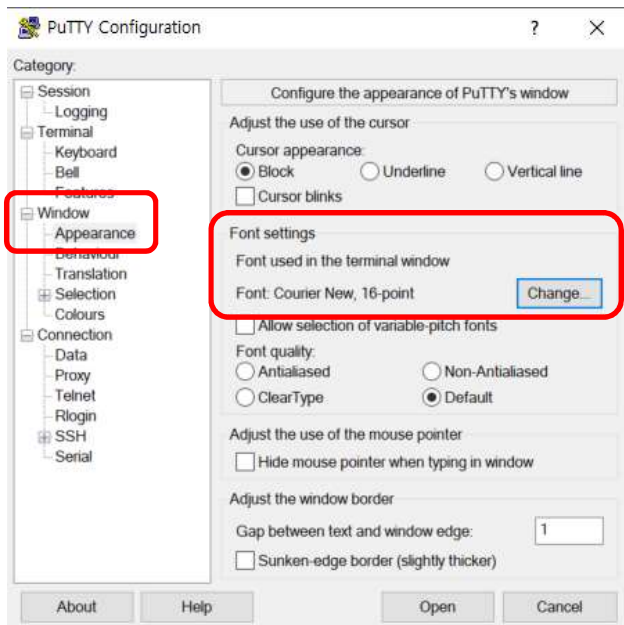 PuTTY Configuration ? ×
Category:
Session
Logging
Terminal
Keyboard
Bell
Features
Window
Appearance
Behaviour
Translation
Selection
Colours
Connection
Data
Proxy
Telnet
Rlogin
SSH
Serial
Configure the appearance of PuTTY's window
Adjust the use of the cursor
Cursor appearance:
Block Underline Vertical line
Cursor blinks
Font settings
Font used in the terminal window
Font: Courier New, 16-point Change...
Allow selection of variable-pitch fonts
Font quality:
Antialiased Non-Antialiased
ClearType Default
Adjust the use of the mouse pointer
Hide mouse pointer when typing in window
Adjust the window border
Gap between text and window edge: 1
Sunken-edge border (slightly thicker)
About Help Open Cancel